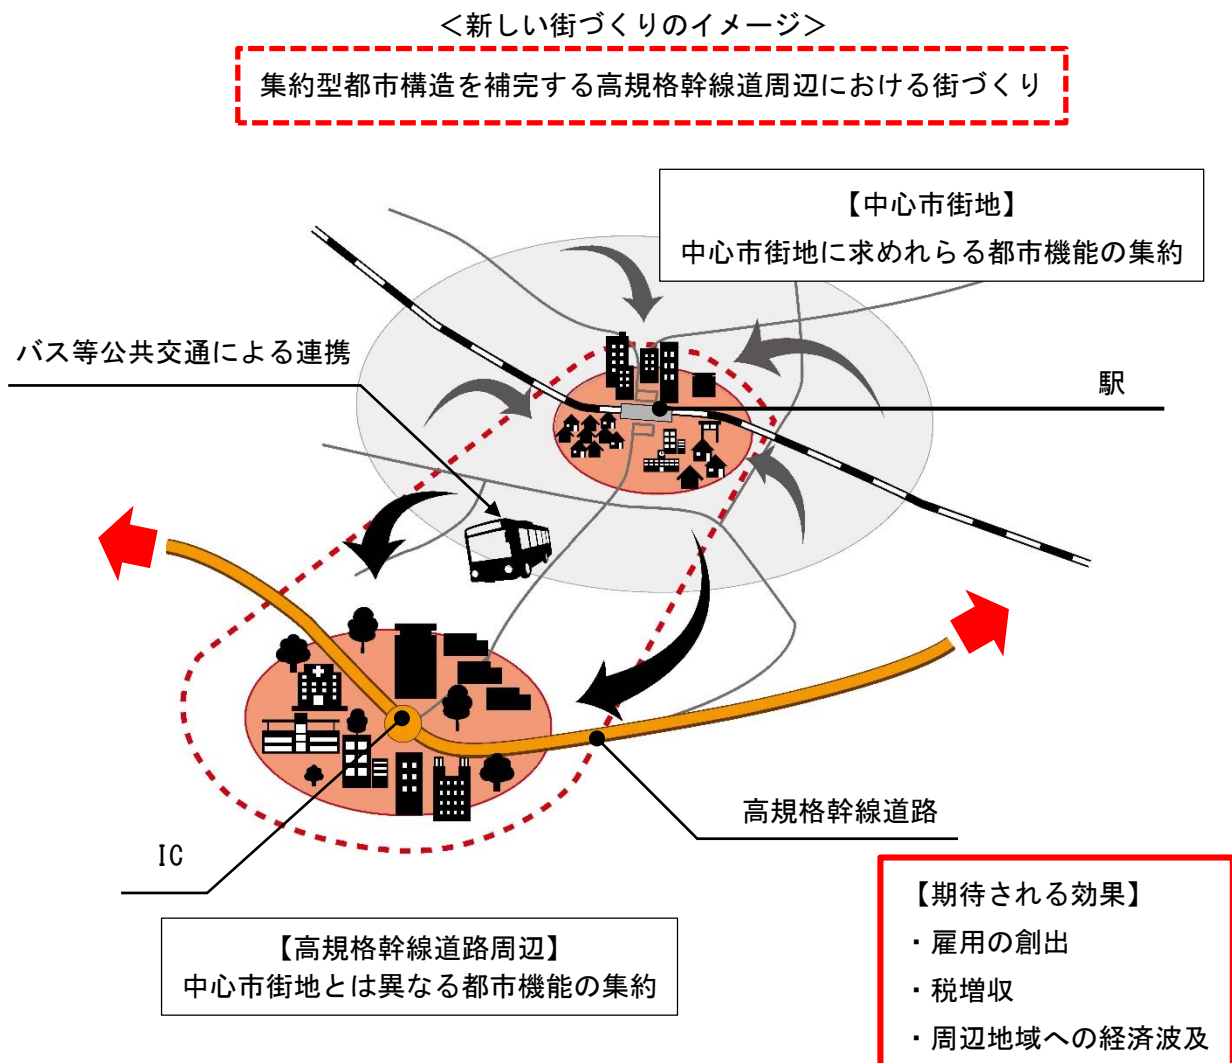 ＜新しい街づくりのイメージ＞
集約型都市構造を補完する高規格幹線道周辺における街づくり
【中心市街地】
中心市街地に求めれらる都市機能の集約
バス等公共交通による連携
駅
高規格幹線道路
IC
【高規格幹線道路周辺】
中心市街地とは異なる都市機能の集約
【期待される効果】
・雇用の創出
・税増収
・周辺地域への経済波及